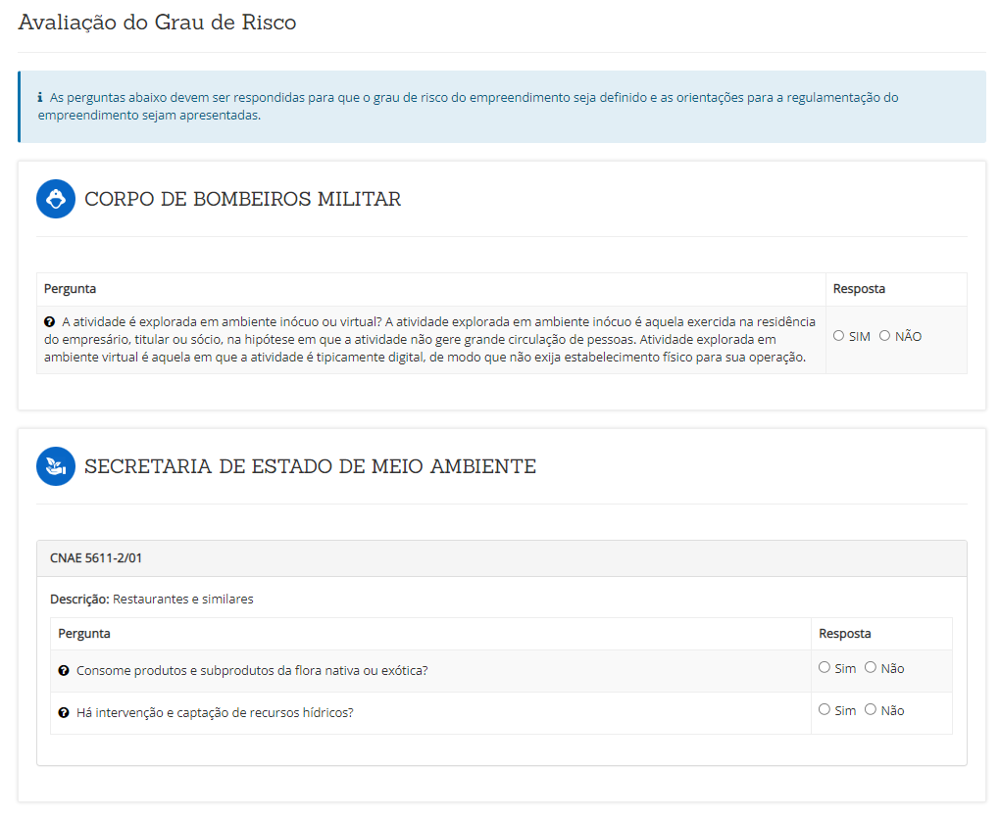 Avaliação do Grau de Risco
As perguntas abaixo devem ser respondidas para que o grau de risco do empreendimento seja definido e as orientações para a regulamentação do
empreendimento sejam apresentadas.
CORPO DE BOMBEIROS MILITAR
Pergunta Resposta
A atividade é explorada em ambiente inócuo ou virtual? A atividade explorada em ambiente inócuo é aquela exercida na residência
do empresário, titular ou sócio, na hipótese em que a atividade não gere grande circulação de pessoas. Atividade explorada em
ambiente virtual é aquela em que a atividade é tipicamente digital, de modo que não exija estabelecimento físico para sua operação.
SIM NÃO
SECRETARIA DE ESTADO DE MEIO AMBIENTE
CNAE 5611-2/01
Descrição: Restaurantes e similares
Pergunta Resposta
Consome produtos e subprodutos da flora nativa ou exótica? Sim Não
Há intervenção e captação de recursos hídricos? Sim Não